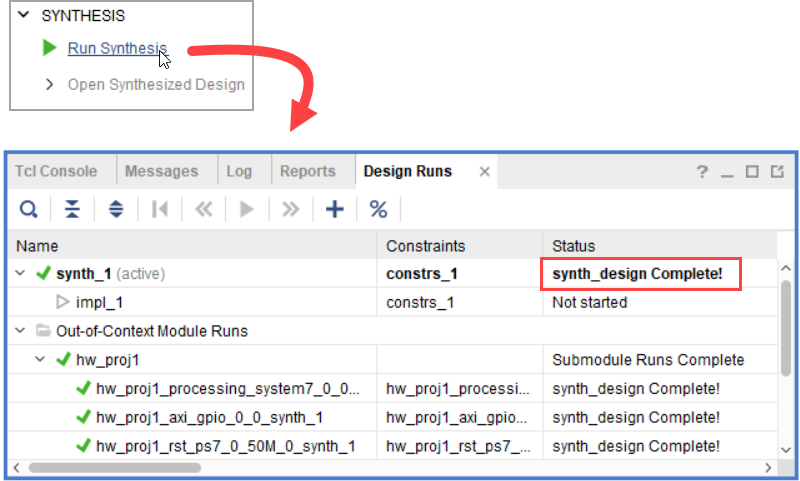 SYNTHESIS
Run Synthesis
Open Synthesized Design
Tcl Console Messages Log Reports Design Runs
Name Constraints Status
synth_1 (active) constrs_1 synth_design Complete!
impl_1 constrs_1 Not started
Out-of-Context Module Runs
hw_proj1 Submodule Runs Complete
hw_proj1_processing_system7_0_0... hw_proj1_processi... synth_design Complete!
hw_proj1_axi_gpio_0_0_synth_1 hw_proj1_axi_gpio... synth_design Complete!
hw_proj1_rst_ps7_0_50M_0_synth_1 hw_proj1_rst_ps7_... synth_design Complete!